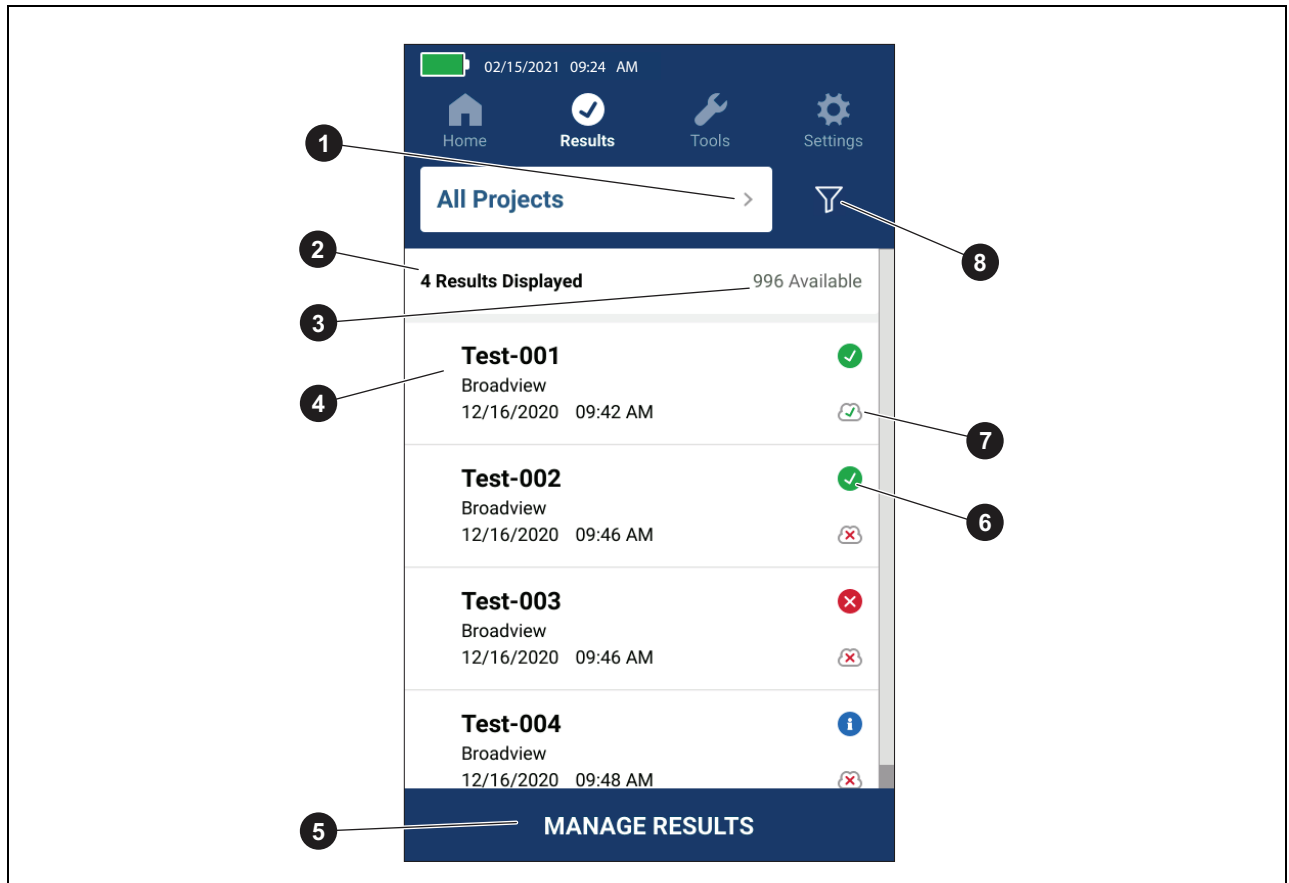 02/15/2021 09:24 AM
Home Results Tools Settings
1
All Projects
8
2
4 Results Displayed 996 Available
3
Test-001
4
Broadview
12/16/2020 09:42 AM
7
Test-002
Broadview
6
12/16/2020 09:46 AM
Test-003
Broadview
12/16/2020 09:46 AM
Test-004
Broadview
12/16/2020 09:48 AM
5
MANAGE RESULTS